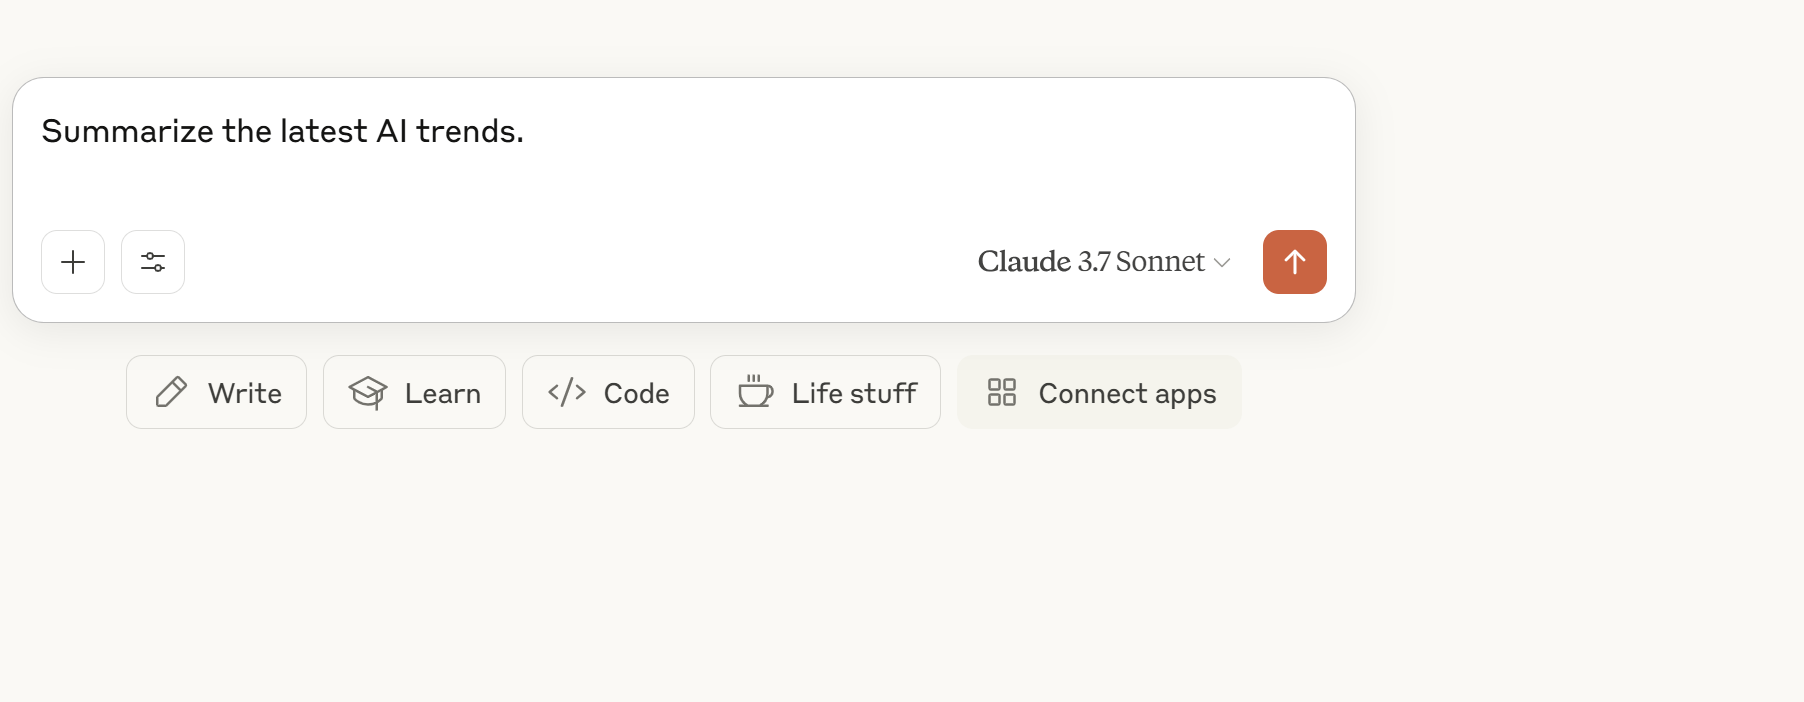 Summarize the latest AI trends.
Claude 3.7 Sonnet
Write
Learn
Code
Life stuff
Connect apps